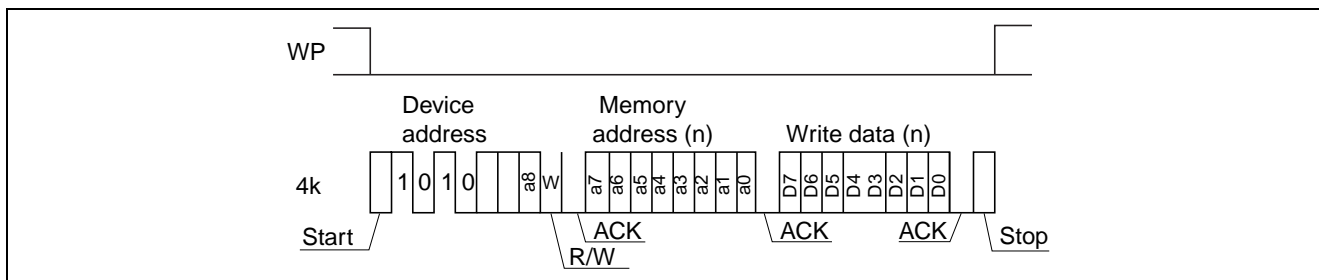 WP
Device
address
Memory
address (n)
Write data (n)
4k
1 0 1 0 a8 W a7 a6 a5 a4 a3 a2 a1 a0 D7 D6 D5 D4 D3 D2 D1 D0
Start
R/W
ACK
ACK
ACK
Stop